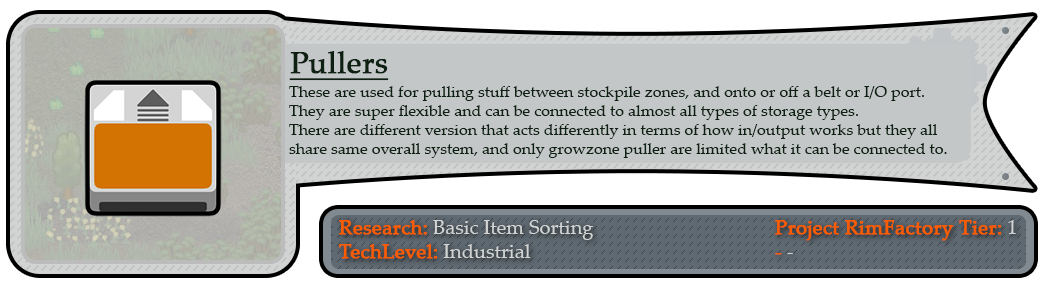 Pullers
These are used for pulling stuff between stockpile zones, and onto or off a belt or I/O port.
They are super flexible and can be connected to almost all types of storage types.
There are different version that acts differently in terms of how in/output works but they all
share same overall system, and only growzone puller are limited what it can be connected to.
Research: Basic Item Sorting
Project RimFactory Tier: 1
TechLevel: Industrial
- -